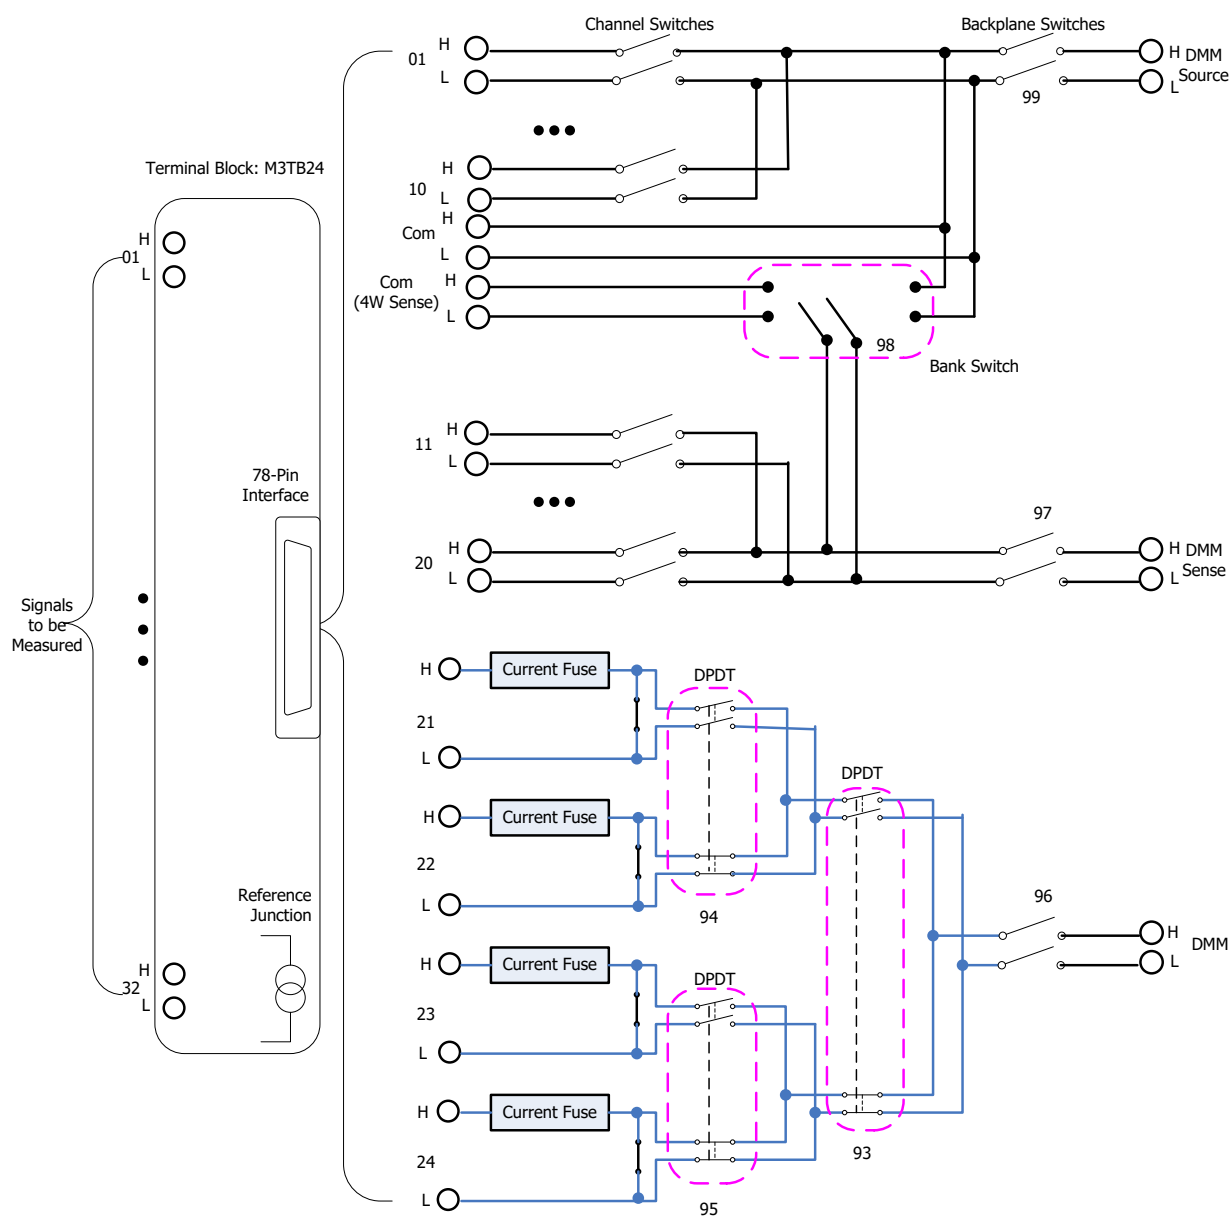 Channel Switches
Backplane Switches
H
01
L
H DMM
Source
L
99
Terminal Block: M3TB24
H
10
L
H
Com
L
Com
(4W Sense)
H
L
98
Bank Switch
H
01
L
H
11
L
78-Pin
Interface
97
H
20
L
H DMM
Sense
L
Signals
to be
Measured
H
Current Fuse
DPDT
21
L
DPDT
H
Current Fuse
22
L
94
Reference
Junction
96
H
DMM
L
H
32
L
H
Current Fuse
DPDT
23
L
H
Current Fuse
93
24
L
95